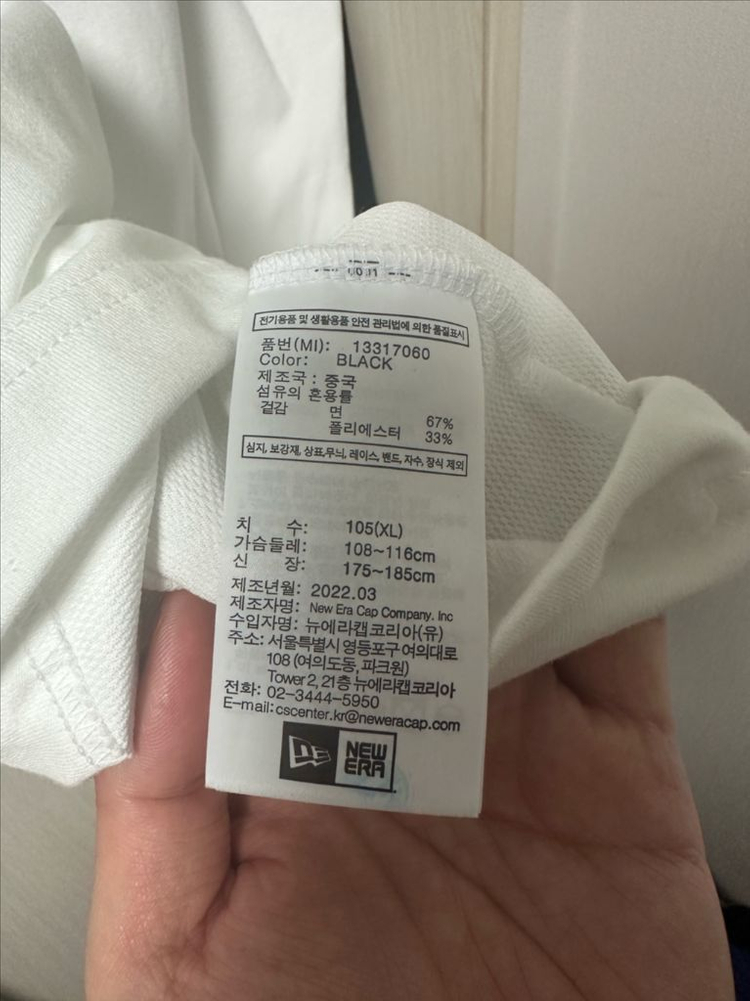 전기용품 및 생활용품 안전 관리법에 의한 품질표시
품번(MI): 13317060
Color: BLACK
제조국 : 중국
섬유의 혼용률
겉감 면 67%
폴리에스터 33%
심지, 보강재, 상표,무늬, 레이스, 밴드, 자수, 장식 제외
치 수: 105(XL)
가슴둘레: 108~116cm
신 장: 175~185cm
제조년월: 2022.03
제조자명: New Era Cap Company. Inc
수입자명: 뉴에라캡코리아(유)
주소: 서울특별시 영등포구 여의대로
108 (여의도동, 파크원)
Tower 2, 21층 뉴에라캡코리아
전화: 02-3444-5950
E-mail:cscenter.kr@neweracap.com
NEW
ERA